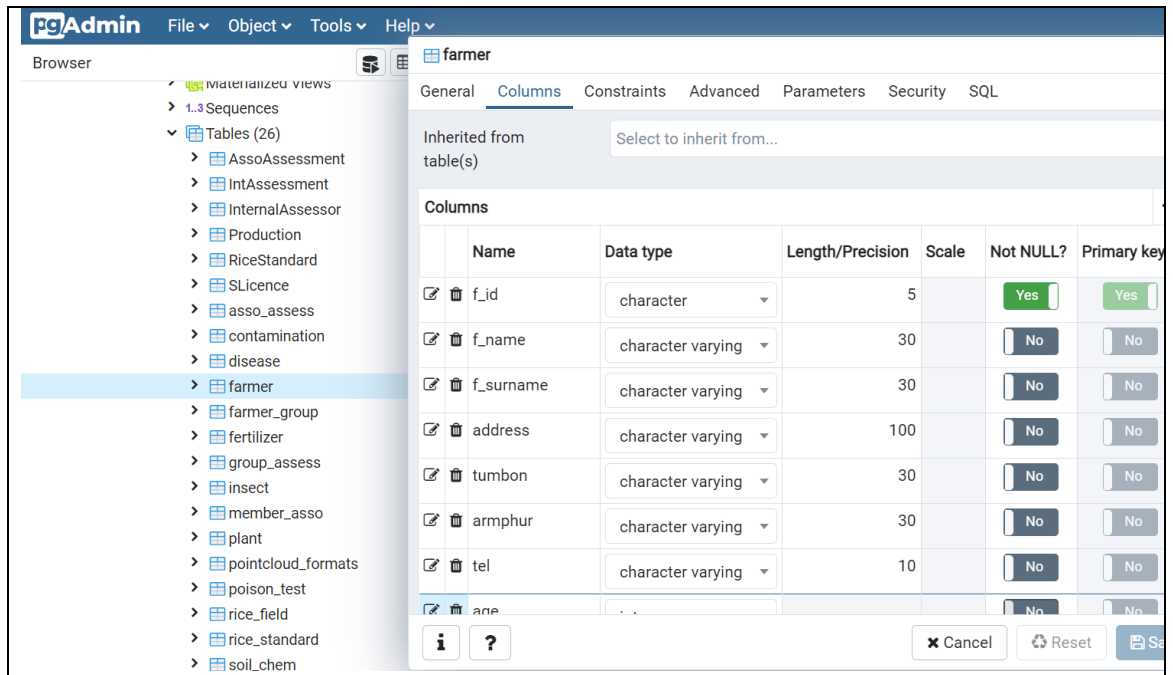 pgAdmin File Object Tools Help
Browser
Materialized Views
1..3 Sequences
Tables (26)
AssoAssessment
IntAssessment
InternalAssessor
Production
RiceStandard
SLicence
asso_assess
contamination
disease
farmer
farmer_group
fertilizer
group_assess
insect
member_asso
plant
pointcloud_formats
poison_test
rice_field
rice_standard
soil_chem
farmer
General Columns Constraints Advanced Parameters Security SQL
Inherited from
table(s)
Select to inherit from...
Columns
Name Data type Length/Precision Scale Not NULL? Primary key
f_id character 5 Yes Yes
f_name character varying 30 No No
f_surname character varying 30 No No
address character varying 100 No No
tumbon character varying 30 No No
armphur character varying 30 No No
tel character varying 10 No No
age No No
i ? Cancel Reset